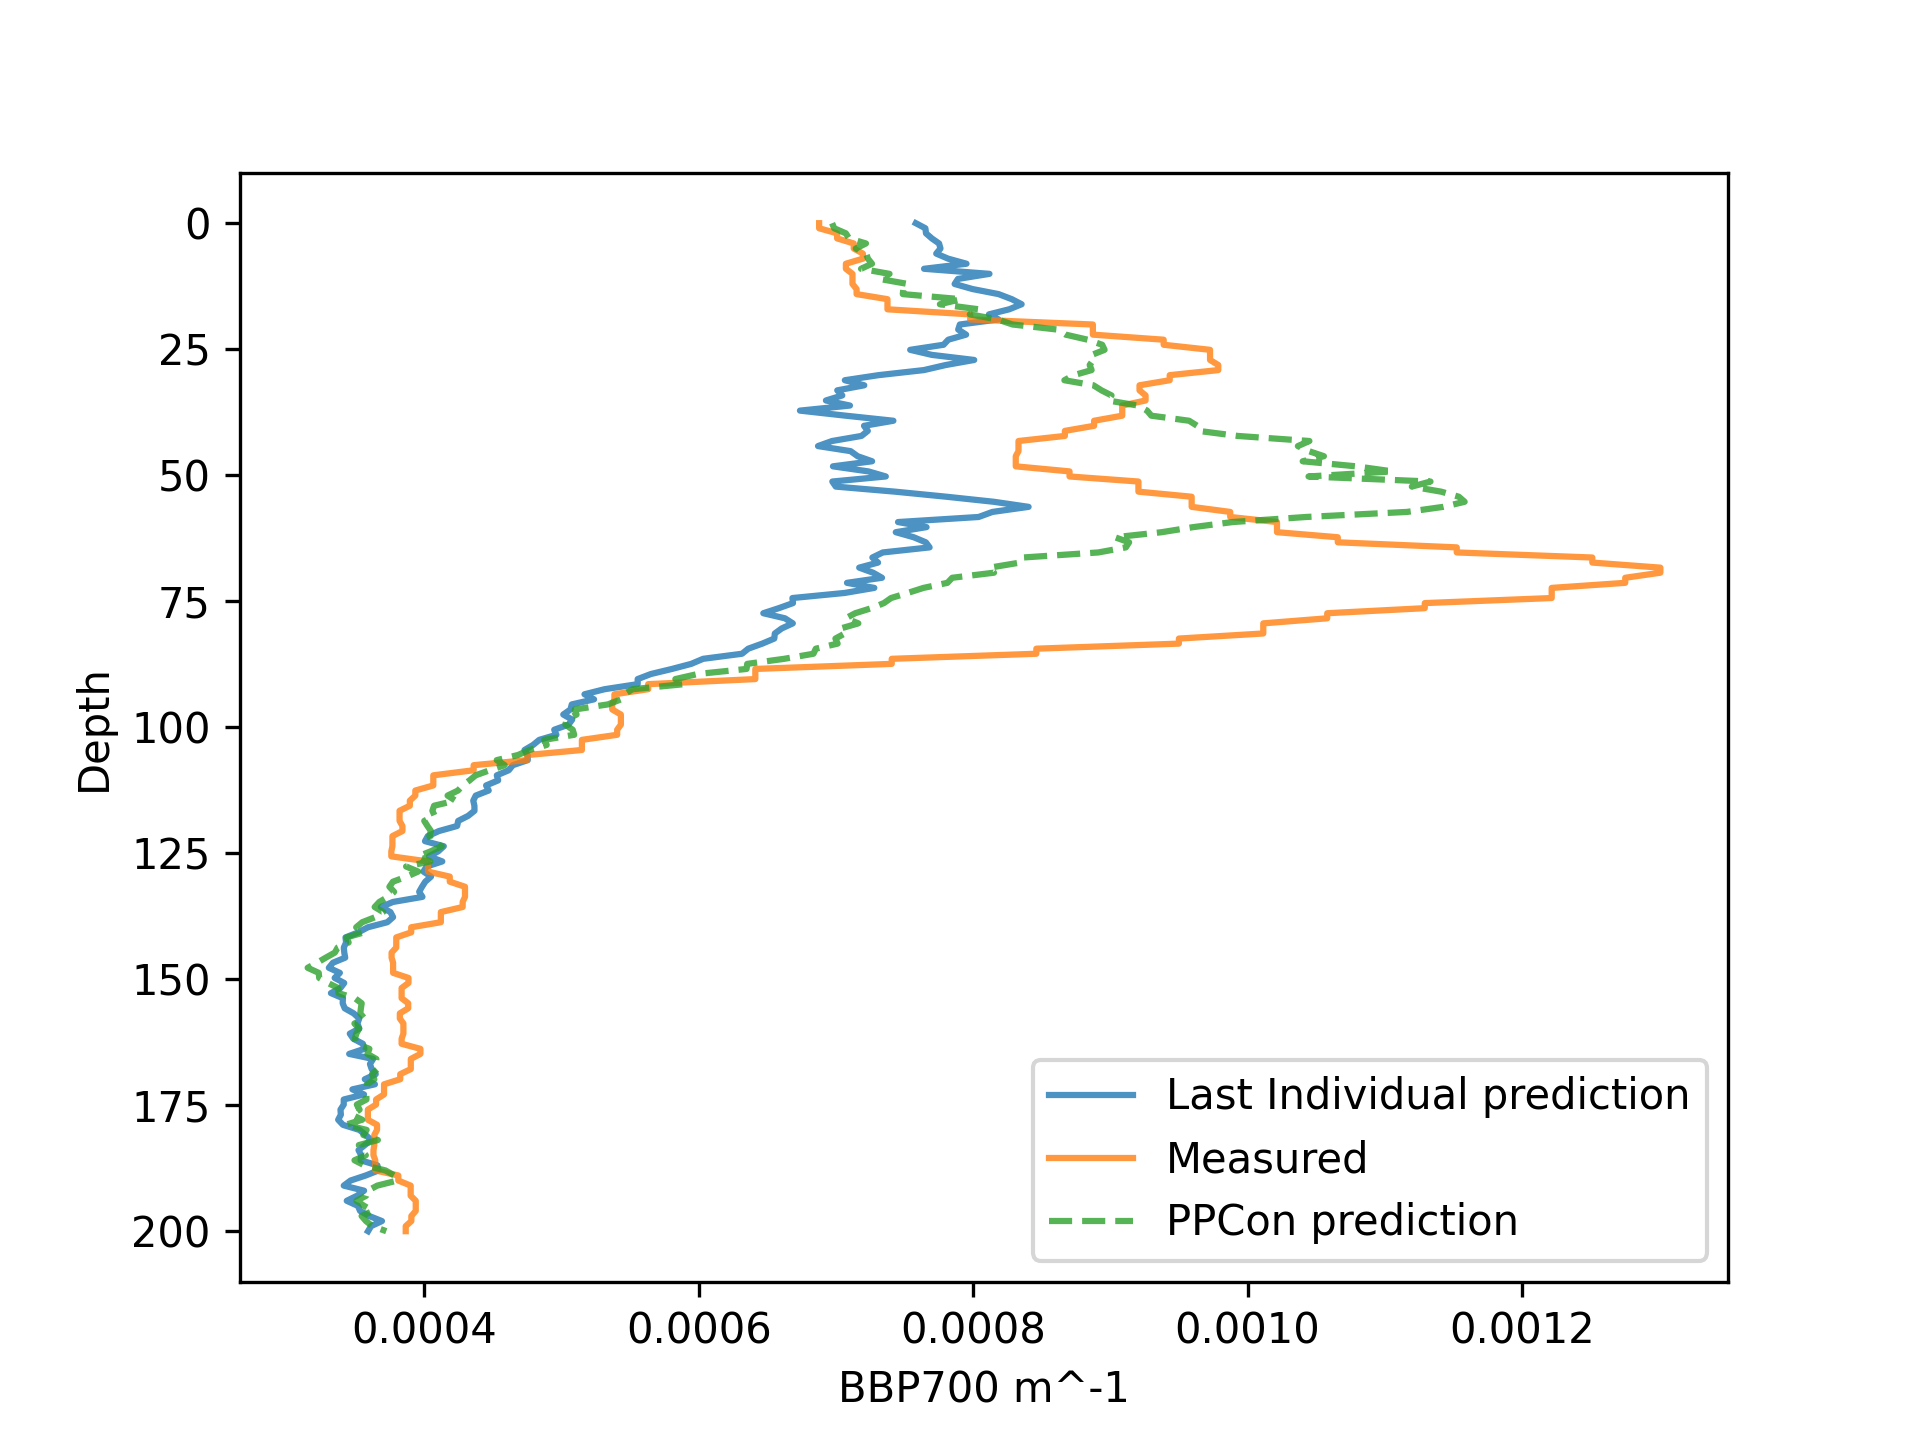 0
25
50
75
100
125
150
175
200
Depth
0.0004 0.0006 0.0008 0.0010 0.0012
BBP700 m^-1
Last Individual prediction
Measured
PPCon prediction